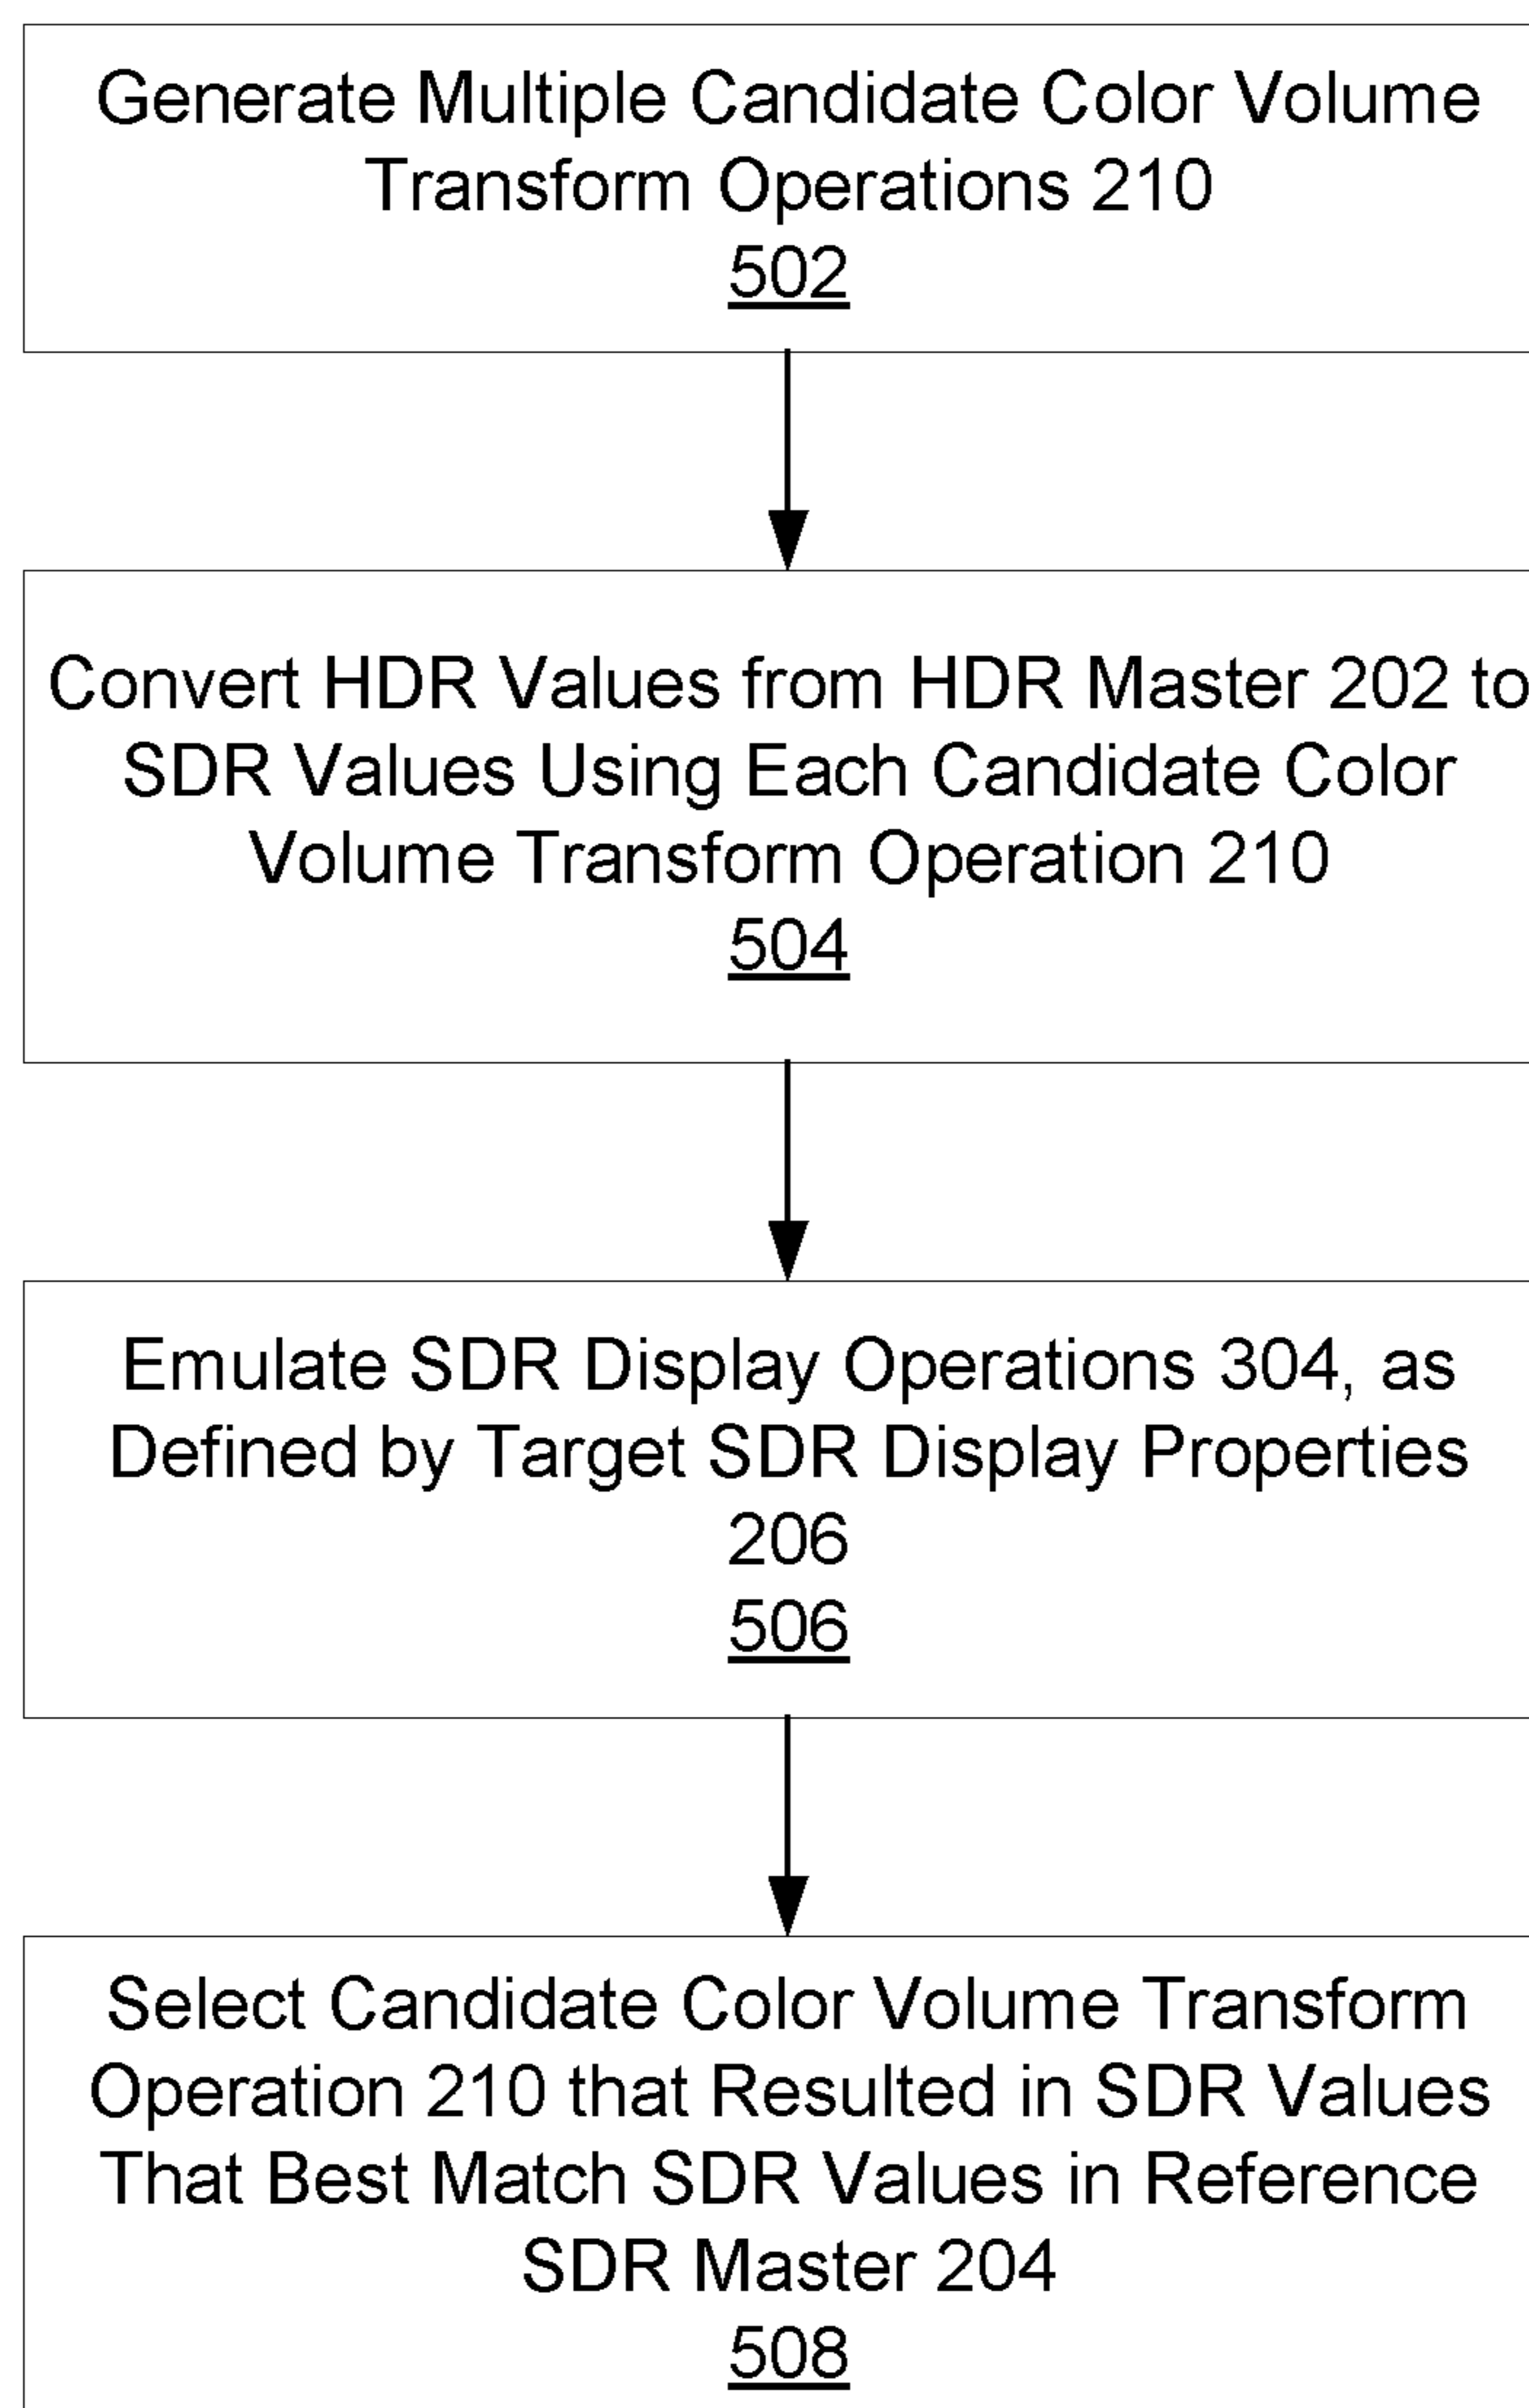 Generate Multiple Candidate Color Volume
Transform Operations 210
502
Convert HDR Values from HDR Master 202 to
SDR Values Using Each Candidate Color
Volume Transform Operation 210
504
Emulate SDR Display Operations 304, as
Defined by Target SDR Display Properties
206
506
Select Candidate Color Volume Transform
Operation 210 that Resulted in SDR Values
That Best Match SDR Values in Reference
SDR Master 204
508